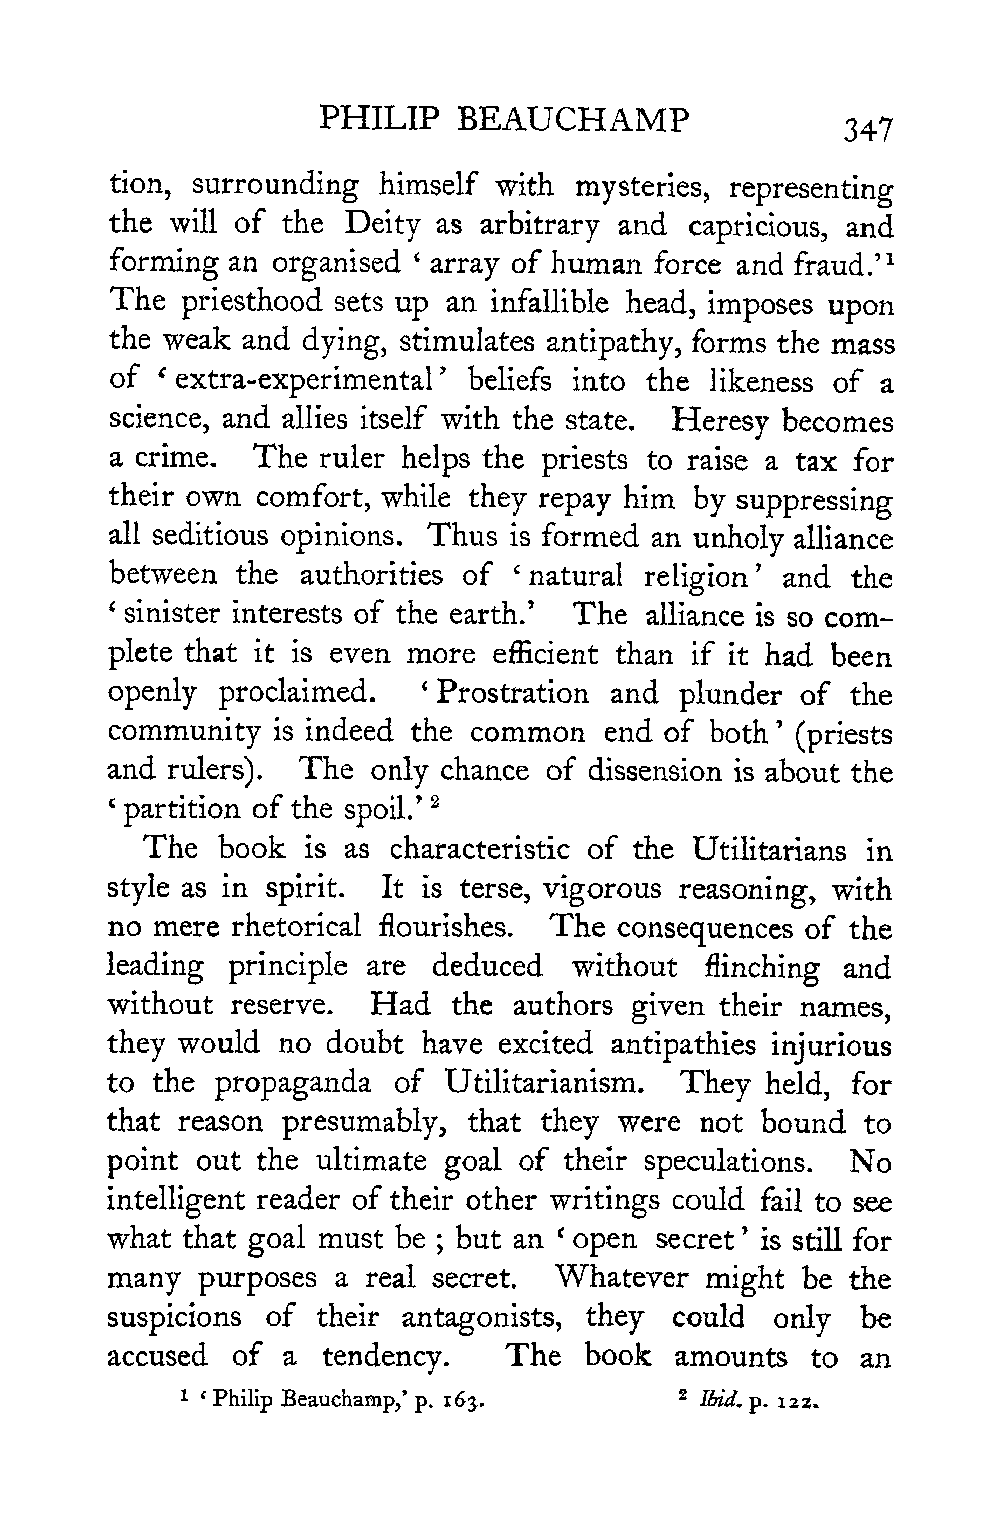 PHILIP BEAUCHAMP 347
tion, surrounding himself with mysteries, representing
the will of the Deity as arbitrary and capricious, and
forming an organised ‘ array of human force and fraud.’¹
The priesthood sets up an infallible head, imposes upon
the weak and dying, stimulates antipathy, forms the mass
of ‘ extra-experimental ’ beliefs into the likeness of a
science, and allies itself with the state. Heresy becomes
a crime. The ruler helps the priests to raise a tax for
their own comfort, while they repay him by suppressing
all seditious opinions. Thus is formed an unholy alliance
between the authorities of ‘ natural religion ’ and the
‘ sinister interests of the earth.’ The alliance is so com-
plete that it is even more efficient than if it had been
openly proclaimed. ‘ Prostration and plunder of the
community is indeed the common end of both ’ (priests
and rulers). The only chance of dissension is about the
‘ partition of the spoil.’ ²
The book is as characteristic of the Utilitarians in
style as in spirit. It is terse, vigorous reasoning, with
no mere rhetorical flourishes. The consequences of the
leading principle are deduced without flinching and
without reserve. Had the authors given their names,
they would no doubt have excited antipathies injurious
to the propaganda of Utilitarianism. They held, for
that reason presumably, that they were not bound to
point out the ultimate goal of their speculations. No
intelligent reader of their other writings could fail to see
what that goal must be ; but an ‘ open secret ’ is still for
many purposes a real secret. Whatever might be the
suspicions of their antagonists, they could only be
accused of a tendency. The book amounts to an
¹ ‘ Philip Beauchamp,’ p. 163. ² Ibid. p. 122.